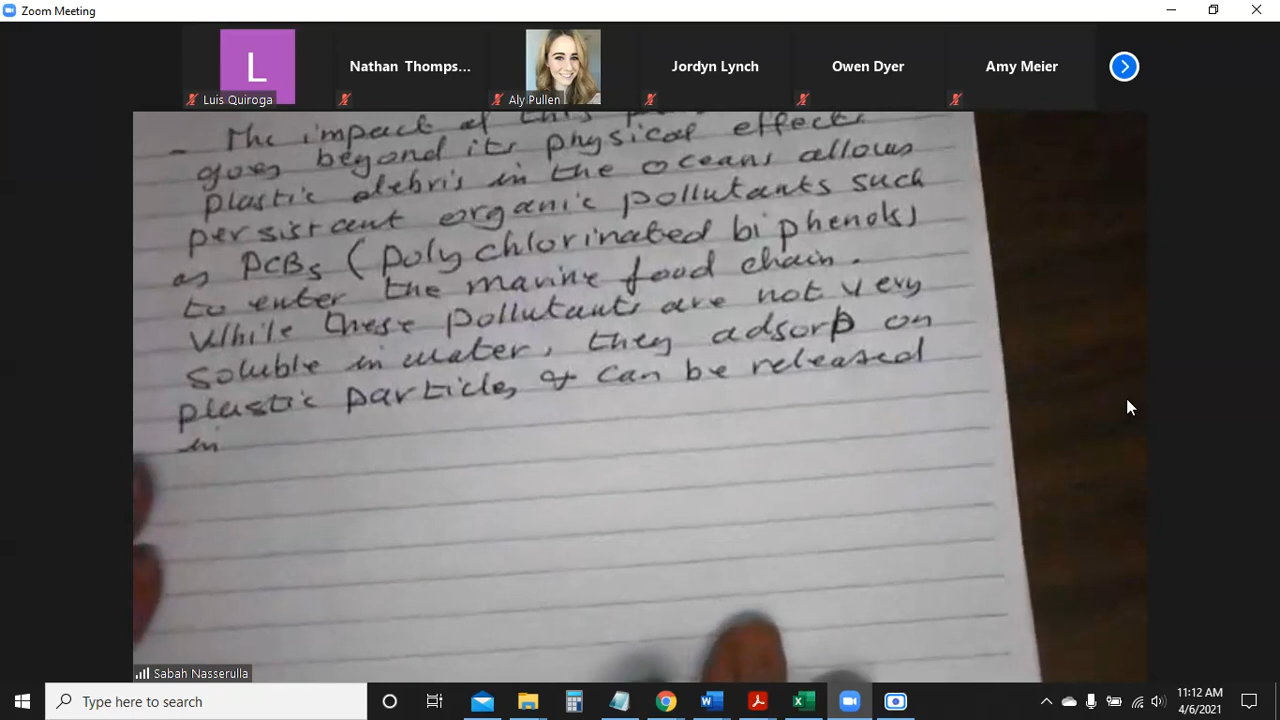 Zoom Meeting
L
Luis Quiroga
Nathan Thomps...
Aly Pullen
Jordyn Lynch
Owen Dyer
Amy Meier
- The impact of this
goes beyond its physical effects
plastic debris in the oceans allows
persistent organic pollutants such
as PCBs (polychlorinated biphenols)
to enter the marine food chain.
While these pollutants are not very
soluble in water, they adsorp on
plastic particles & can be released
in
Sabah Nasserulla
Type here to search
11:12 AM
4/6/2021